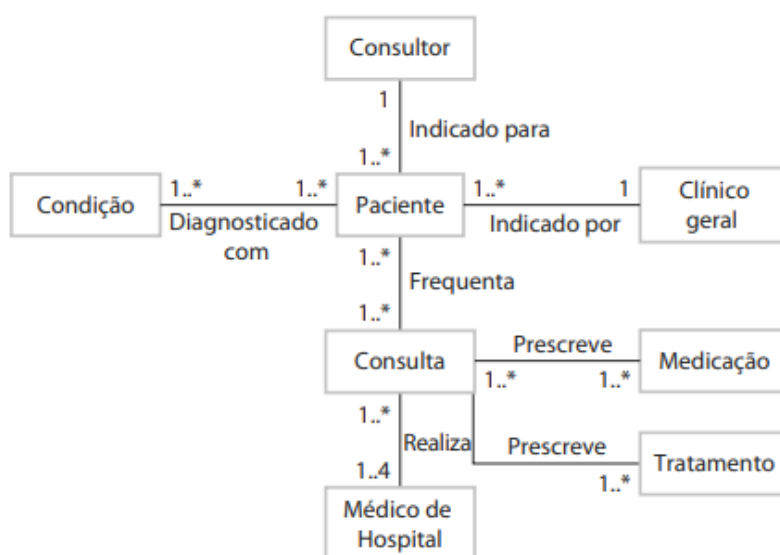 Consultor
1
Indicado para
1..*
1..* 1..*
1..* 1
Condição
Paciente
Clínico
geral
Diagnosticado
com
Indicado por
1..*
Frequenta
1..*
Consulta
Prescreve
Medicação
1..* 1..*
1..*
Realiza
Prescreve
Tratamento
1..4
1..*
Médico de
Hospital